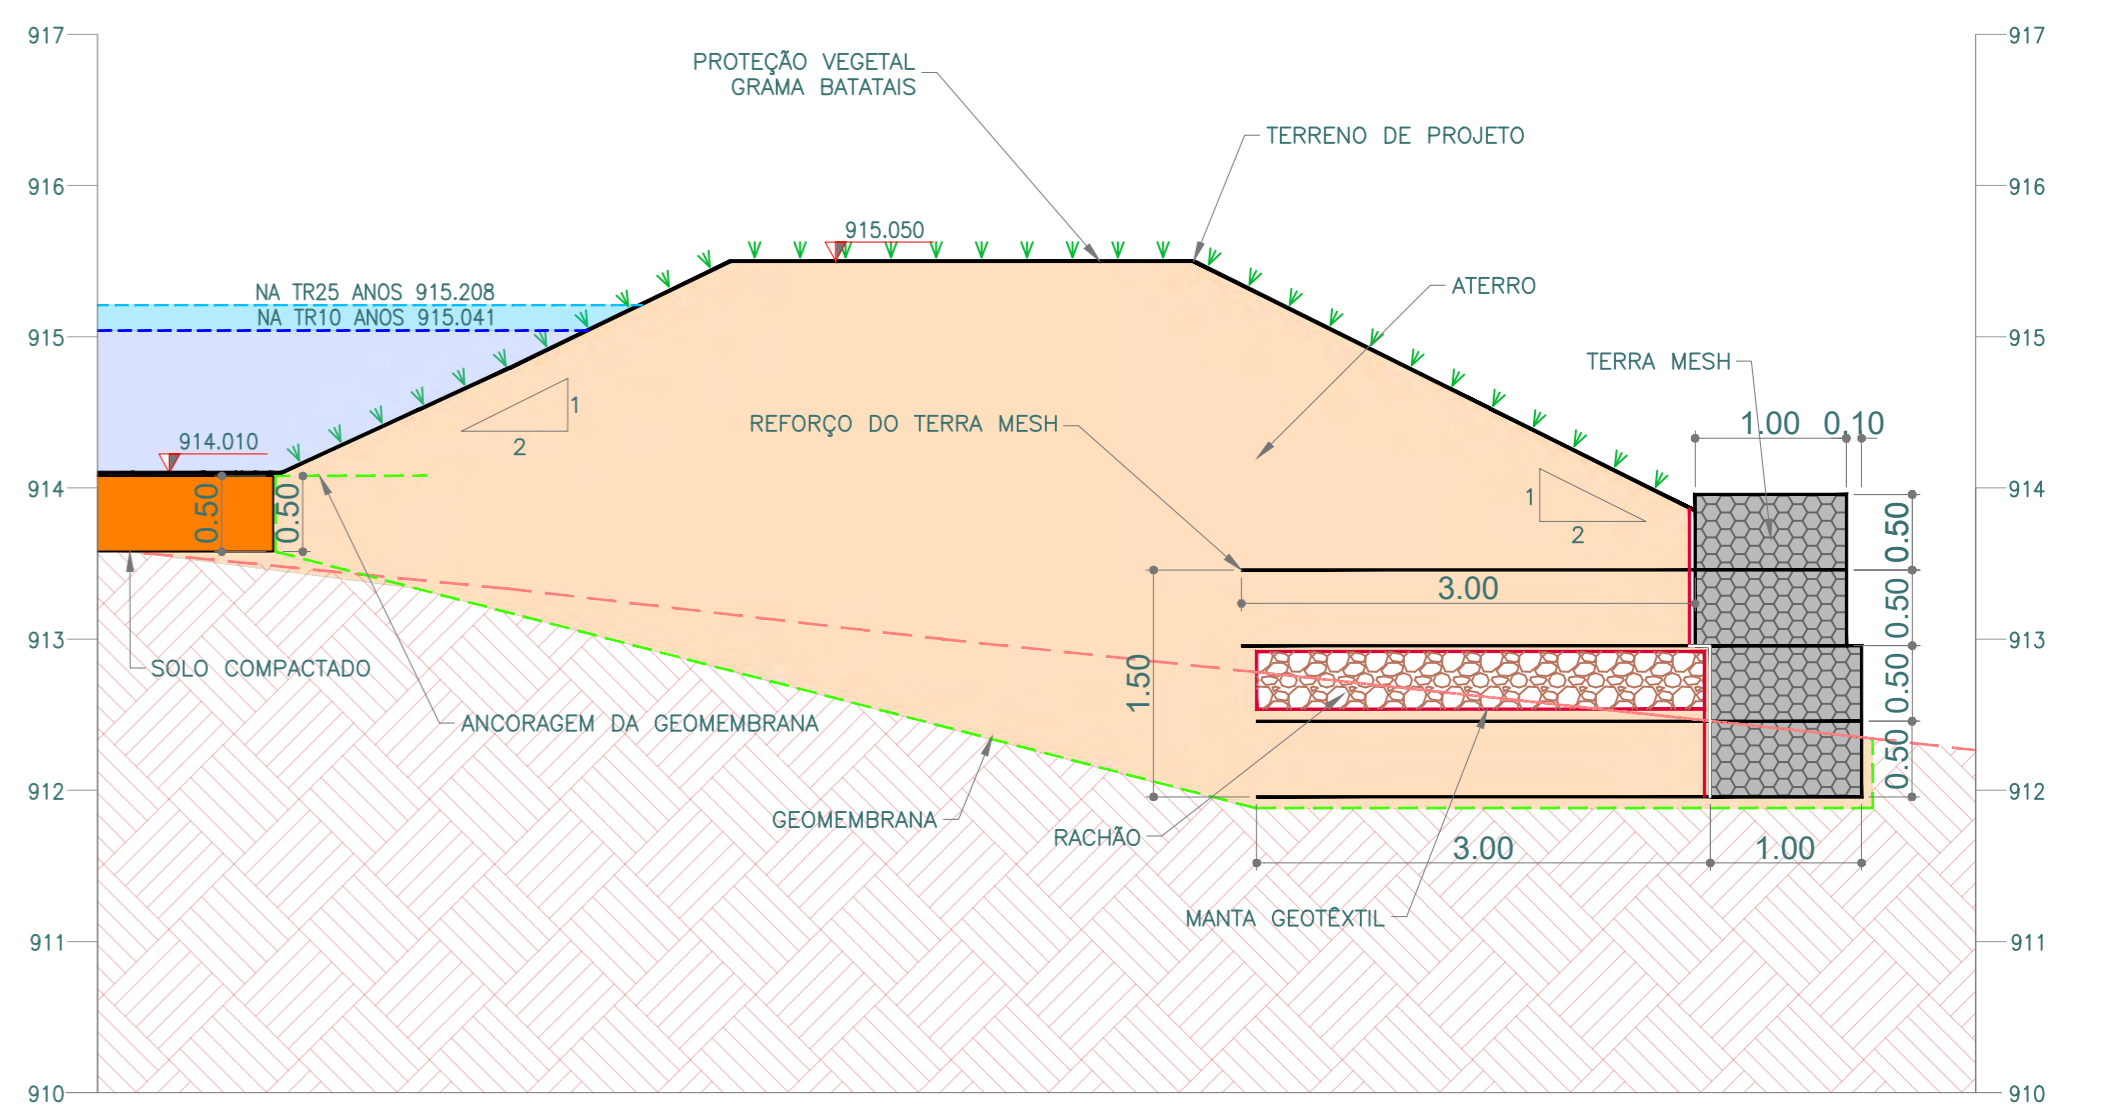 917
917
PROTEÇÃO VEGETAL
GRAMA BATATAIS
TERRENO DE PROJETO
916
916
915.050
NA TR25 ANOS 915.208
NA TR10 ANOS 915.041
ATERRO
915
915
TERRA MESH
1
2
REFORÇO DO TERRA MESH
1.00
0.10
914.010
914
914
0.50
0.50
1
2
0.50
3.00
0.50
913
913
SOLO COMPACTADO
1.50
0.50
ANCORAGEM DA GEOMEMBRANA
0.50
912
912
GEOMEMBRANA
RACHÃO
3.00
1.00
MANTA GEOTÊXTIL
911
911
910
910